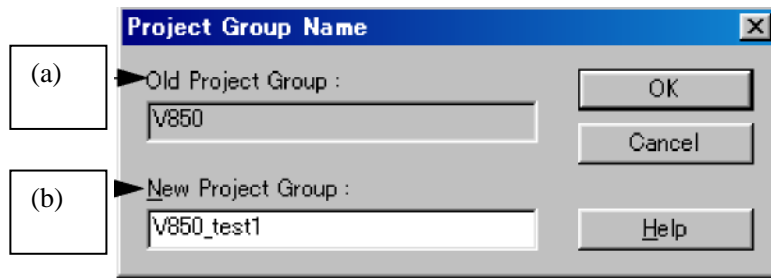 Project Group Name
(a)
Old Project Group :
V850
OK
Cancel
(b)
New Project Group :
V850_test1
Help